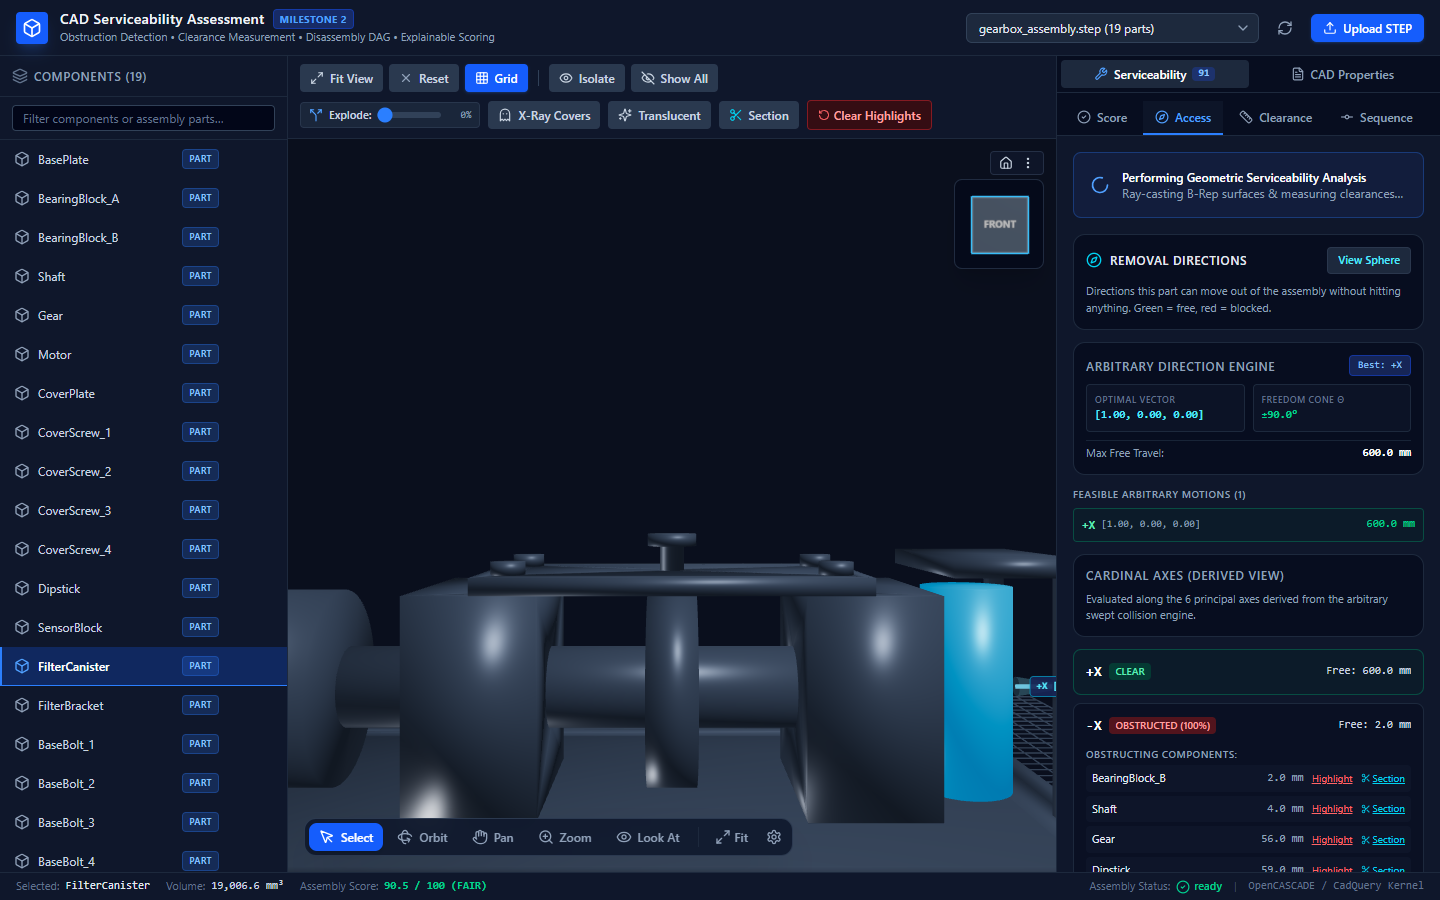 CAD Serviceability Assessment MILESTONE 2
Obstruction Detection • Clearance Measurement • Disassembly DAG • Explainable Scoring
gearbox_assembly.step (19 parts)
Upload STEP
COMPONENTS (19)
Filter components or assembly parts...
BasePlate PART
BearingBlock_A PART
BearingBlock_B PART
Shaft PART
Gear PART
Motor PART
CoverPlate PART
CoverScrew_1 PART
CoverScrew_2 PART
CoverScrew_3 PART
CoverScrew_4 PART
Dipstick PART
SensorBlock PART
FilterCanister PART
FilterBracket PART
BaseBolt_1 PART
BaseBolt_2 PART
BaseBolt_3 PART
BaseBolt_4 PART
Fit View Reset Grid Isolate Show All
Explode: 0% X-Ray Covers Translucent Section Clear Highlights
FRONT
+X
Select Orbit Pan Zoom Look At Fit
Serviceability 91 CAD Properties
Score Access Clearance Sequence
Performing Geometric Serviceability Analysis
Ray-casting B-Rep surfaces & measuring clearances...
REMOVAL DIRECTIONS View Sphere
Directions this part can move out of the assembly without hitting
anything. Green = free, red = blocked.
ARBITRARY DIRECTION ENGINE Best: +X
OPTIMAL VECTOR
[1.00, 0.00, 0.00]
FREEDOM CONE Θ
±90.0°
Max Free Travel: 600.0 mm
FEASIBLE ARBITRARY MOTIONS (1)
+X [1.00, 0.00, 0.00] 600.0 mm
CARDINAL AXES (DERIVED VIEW)
Evaluated along the 6 principal axes derived from the arbitrary
swept collision engine.
+X CLEAR Free: 600.0 mm
-X OBSTRUCTED (100%) Free: 2.0 mm
OBSTRUCTING COMPONENTS:
BearingBlock_B 2.0 mm Highlight Section
Shaft 4.0 mm Highlight Section
Gear 56.0 mm Highlight Section
Dipstick 59.0 mm Highlight Section
Selected: FilterCanister Volume: 19,006.6 mm³ Assembly Score: 90.5 / 100 (FAIR)
Assembly Status: ready | OpenCASCADE / CadQuery Kernel